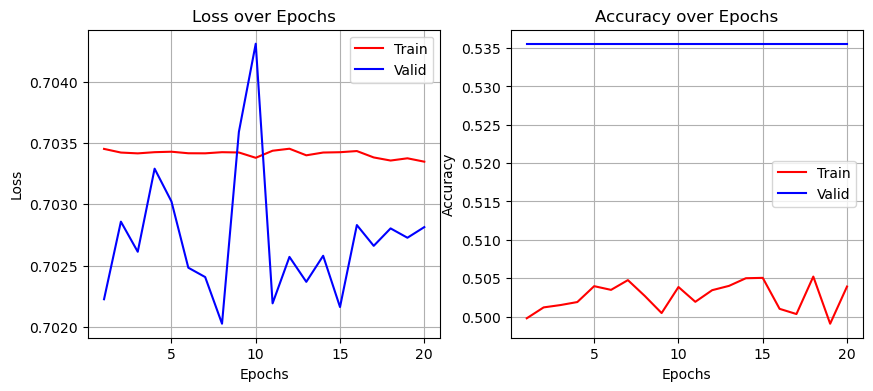 Loss over Epochs
Train
Valid
0.7040
0.7035
0.7030
0.7025
0.7020
Loss
5
10
15
20
Epochs
Accuracy over Epochs
Train
Valid
0.535
0.530
0.525
0.520
0.515
0.510
0.505
0.500
Accuracy
5
10
15
20
Epochs